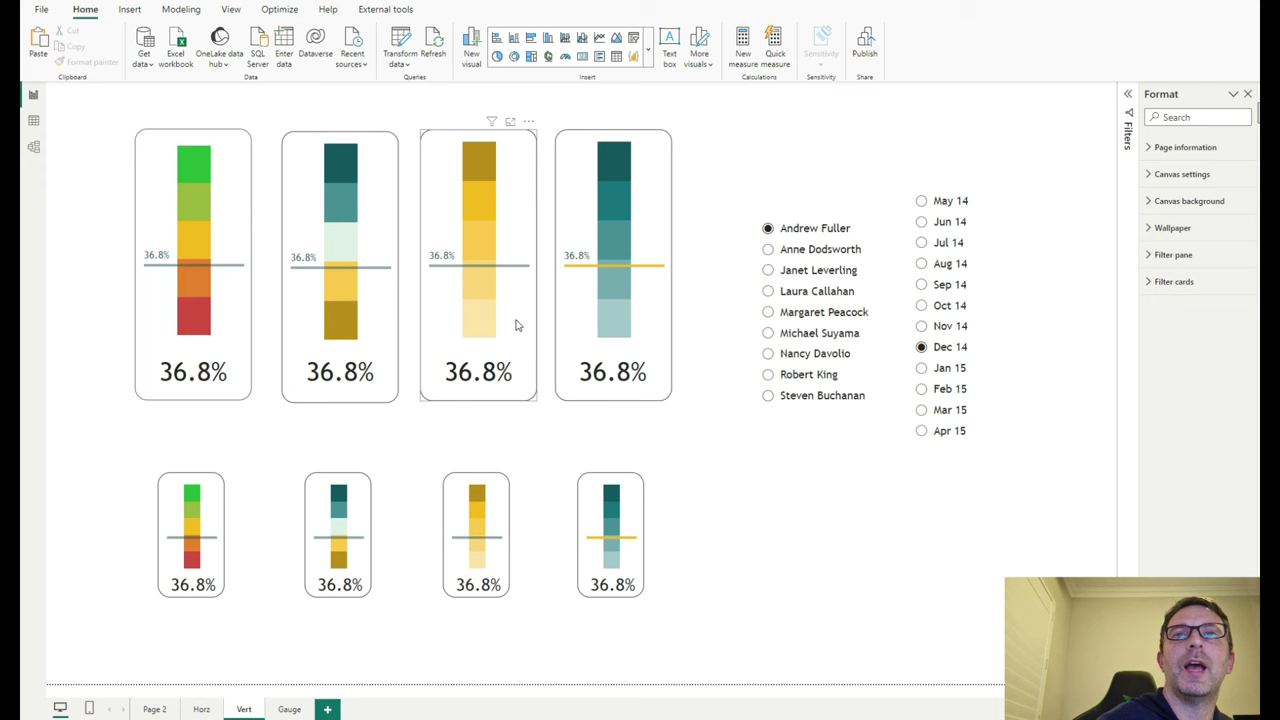 File Home Insert Modeling View Optimize Help External tools
Paste
Cut
Copy
Format painter
Clipboard
Get data
Excel workbook
OneLake data hub
SQL Server
Enter data
Dataverse
Recent sources
Data
Transform data
Refresh
Queries
New visual
Text box
More visuals
Insert
New measure
Quick measure
Calculations
Sensitivity
Sensitivity
Publish
Share
36.8%
36.8%
36.8%
36.8%
36.8%
36.8%
36.8%
36.8%
36.8%
36.8%
36.8%
36.8%
Andrew Fuller
Anne Dodsworth
Janet Leverling
Laura Callahan
Margaret Peacock
Michael Suyama
Nancy Davolio
Robert King
Steven Buchanan
May 14
Jun 14
Jul 14
Aug 14
Sep 14
Oct 14
Nov 14
Dec 14
Jan 15
Feb 15
Mar 15
Apr 15
Filters
Format
Search
Page information
Canvas settings
Canvas background
Wallpaper
Filter pane
Filter cards
Page 2 Horz Vert Gauge